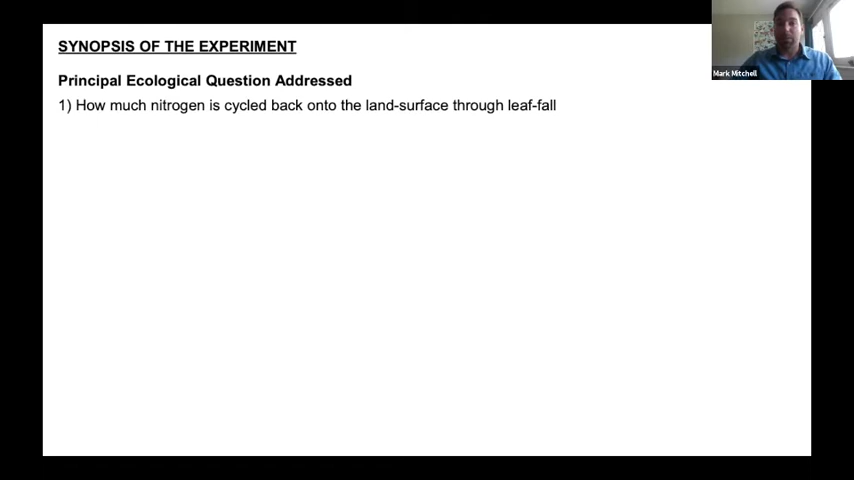 SYNOPSIS OF THE EXPERIMENT
Principal Ecological Question Addressed
1) How much nitrogen is cycled back onto the land-surface through leaf-fall
Mark Mitchell